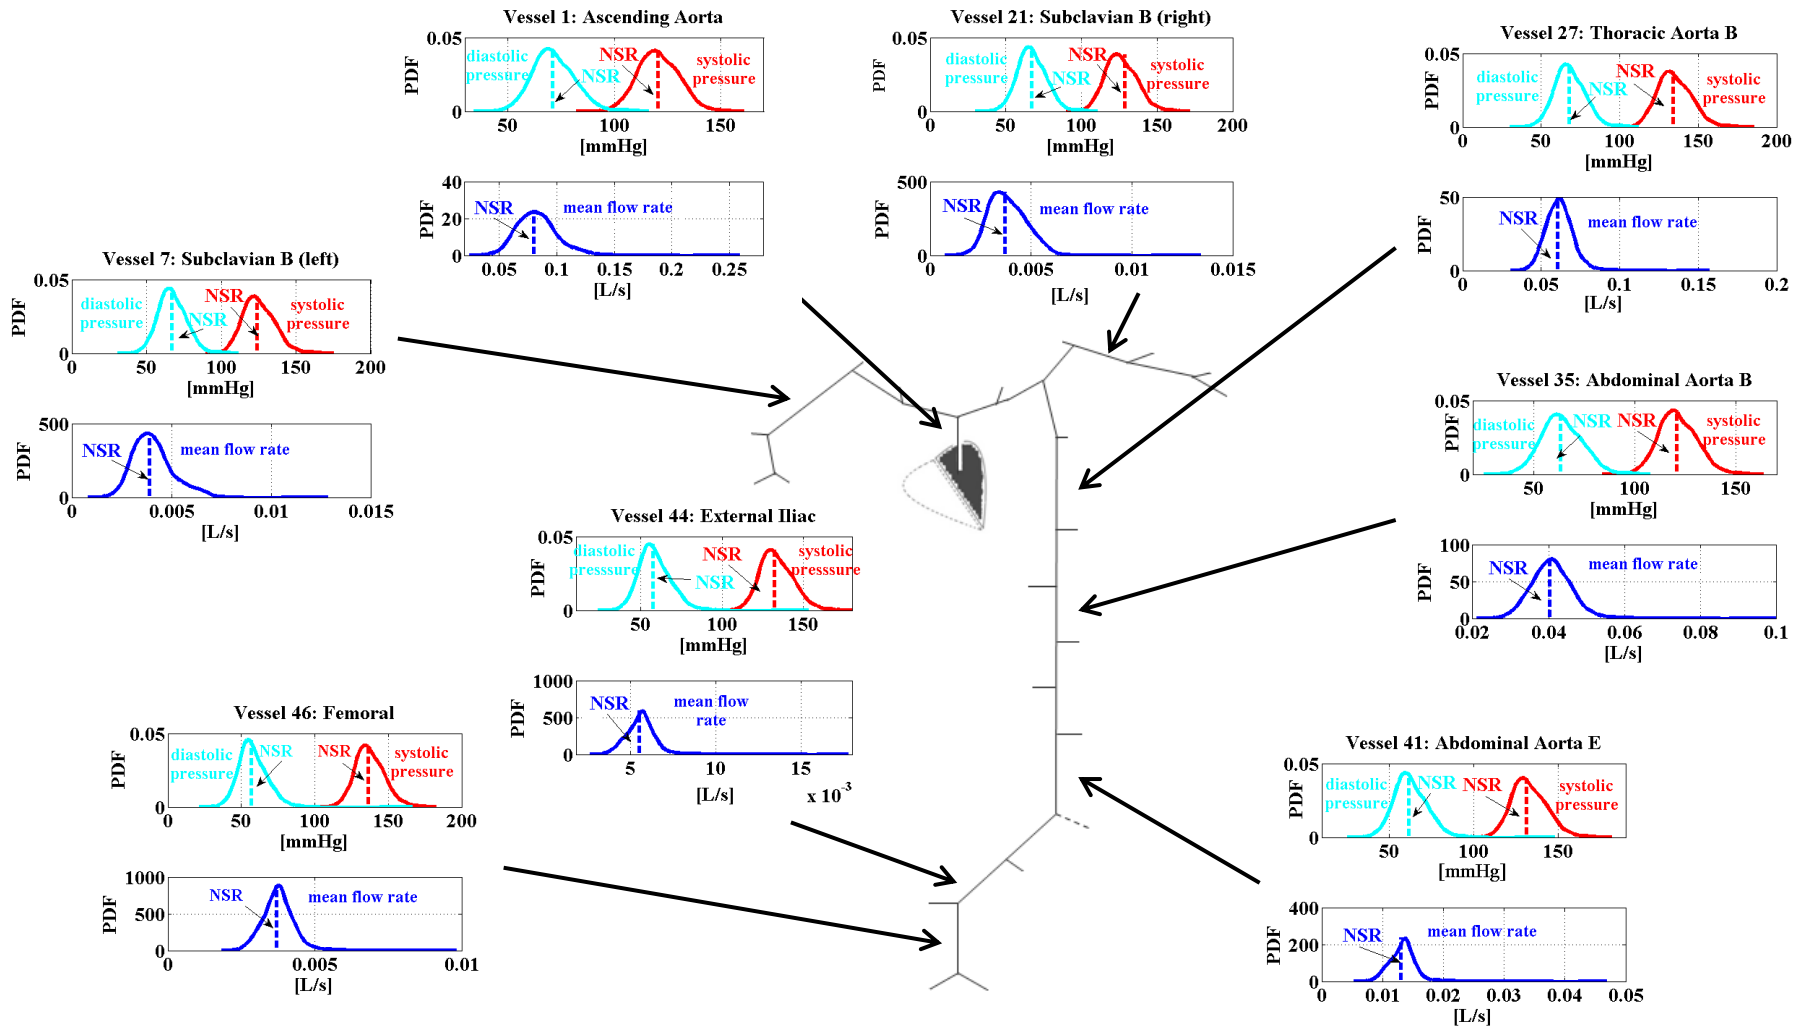 Vessel 1: Ascending Aorta
0.05
PDF
0
diastolic
pressure
NSR
NSR
systolic
pressure
50
100
150
[mmHg]
40
20
0
PDF
NSR
mean flow rate
0.05
0.1
0.15
0.2
0.25
[L/s]
Vessel 21: Subclavian B (right)
0.05
PDF
0
diastolic
pressure
NSR
NSR
systolic
pressure
0
50
100
150
200
[mmHg]
500
PDF
0
NSR
mean flow rate
0
0.005
0.01
0.015
[L/s]
Vessel 27: Thoracic Aorta B
0.05
PDF
0
diastolic
pressure
NSR
NSR
systolic
pressure
0
50
100
150
200
[mmHg]
50
PDF
0
NSR
mean flow rate
0
0.05
0.1
0.15
0.2
[L/s]
Vessel 7: Subclavian B (left)
0.05
PDF
0
diastolic
pressure
NSR
NSR
systolic
pressure
0
50
100
150
200
[mmHg]
500
PDF
0
NSR
mean flow rate
0
0.005
0.01
0.015
[L/s]
Vessel 35: Abdominal Aorta B
0.05
PDF
0
diastolic
pressure
NSR
NSR
systolic
pressure
50
100
150
[mmHg]
100
50
0
PDF
NSR
mean flow rate
0.02
0.04
0.06
0.08
0.1
[L/s]
Vessel 44: External Iliac
0.05
PDF
0
diastolic
presssure
NSR
NSR
systolic
presssure
50
100
150
[mmHg]
1000
500
0
PDF
NSR
mean flow
rate
5
10
15
[L/s]
x 10-3
Vessel 46: Femoral
0.05
PDF
0
diastolic
pressure
NSR
NSR
systolic
pressure
0
50
100
150
200
[mmHg]
1000
500
0
PDF
NSR
mean flow rate
0
0.005
0.01
[L/s]
Vessel 41: Abdominal Aorta E
0.05
PDF
0
diastolic
pressure
NSR
NSR
systolic
pressure
50
100
150
[mmHg]
400
200
0
PDF
NSR
mean flow rate
0
0.01
0.02
0.03
0.04
0.05
[L/s]